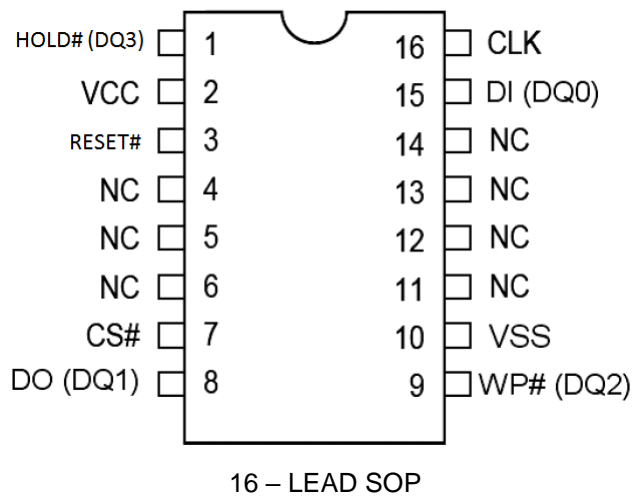 HOLD# (DQ3) 1 16 CLK
VCC 2 15 DI (DQ0)
RESET# 3 14 NC
NC 4 13 NC
NC 5 12 NC
NC 6 11 NC
CS# 7 10 VSS
DO (DQ1) 8 9 WP# (DQ2)
16 – LEAD SOP